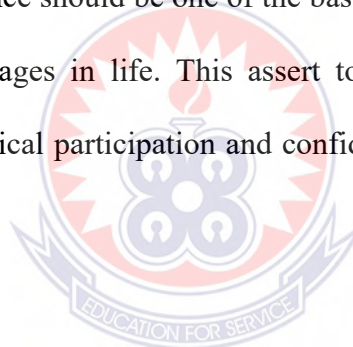 nce should be one of the bas
ages in life. This assert to
ical participation and confid
EDUCATION FOR SERVICE